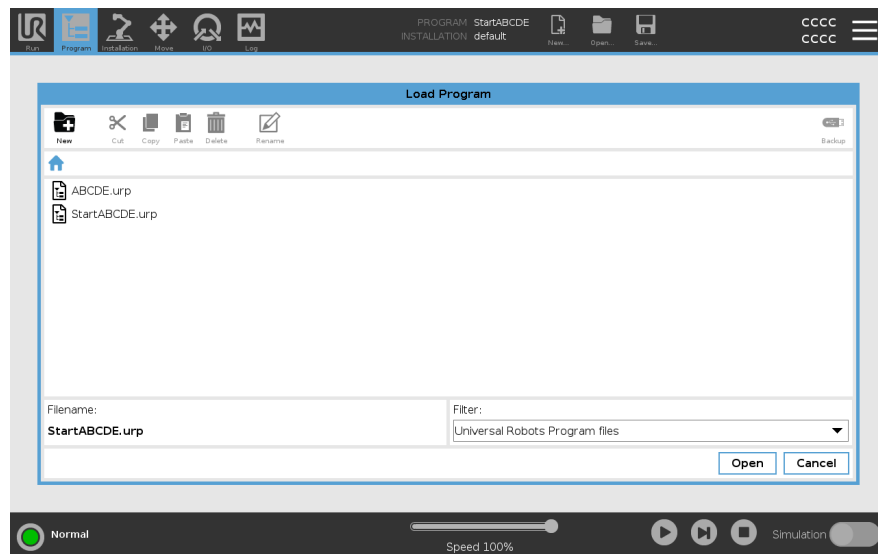 PROGRAM StartABCDE
INSTALLATION default
CCCC
CCCC
UR
Run
Program
Installation
Move
I/O
Log
New...
Open...
Save...
Load Program
New
Cut
Copy
Paste
Delete
Rename
Backup
ABCDE.urp
StartABCDE.urp
Filename:
StartABCDE.urp
Filter:
Universal Robots Program files
Open
Cancel
Normal
Speed 100%
Simulation